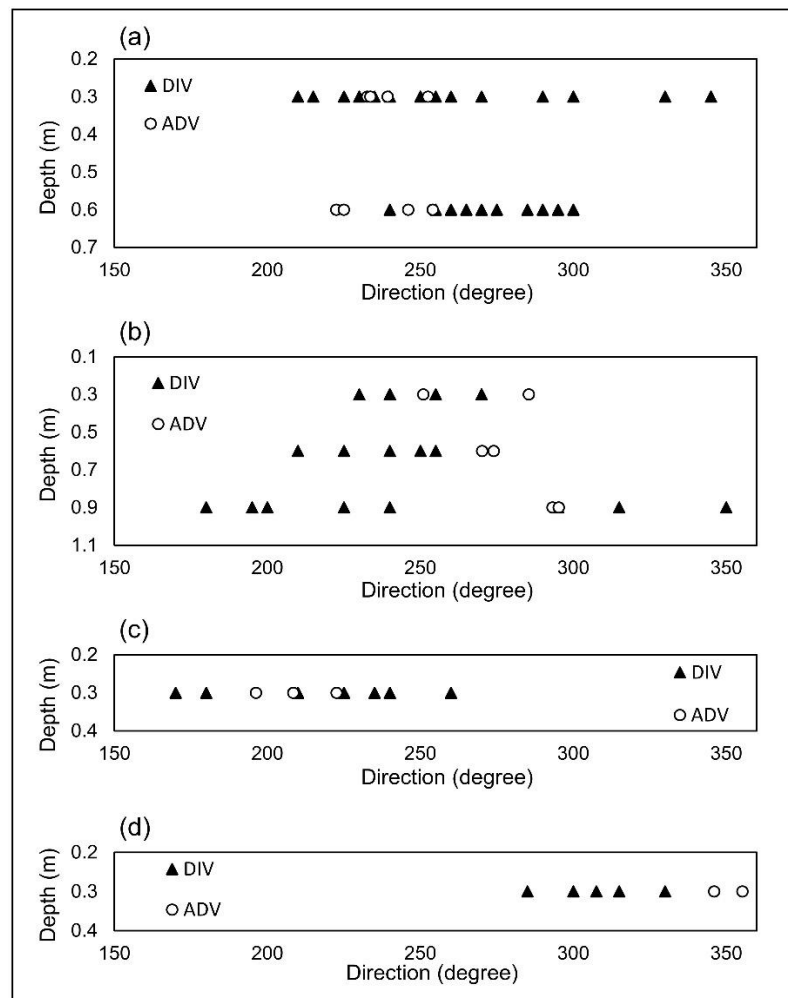 (a)
0.2
0.3
0.4
0.5
0.6
0.7
Depth (m)
DIV
ADV
150 200 250 300 350
Direction (degree)
(b)
0.1
0.3
0.5
0.7
0.9
1.1
Depth (m)
DIV
ADV
150 200 250 300 350
Direction (degree)
(c)
0.2
0.3
0.4
Depth (m)
DIV
ADV
150 200 250 300 350
Direction (degree)
(d)
0.2
0.3
0.4
Depth (m)
DIV
ADV
150 200 250 300 350
Direction (degree)